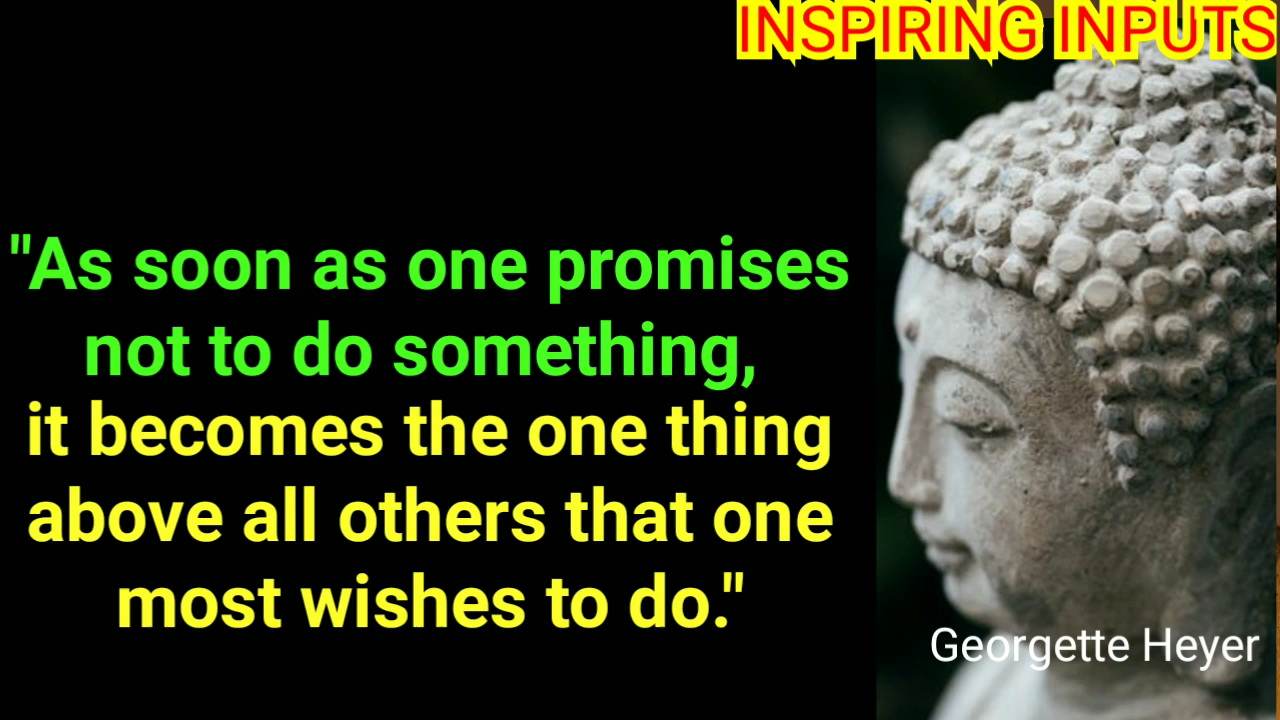 INSPIRING INPUTS
"As soon as one promises
not to do something,
it becomes the one thing
above all others that one
most wishes to do."
Georgette Heyer